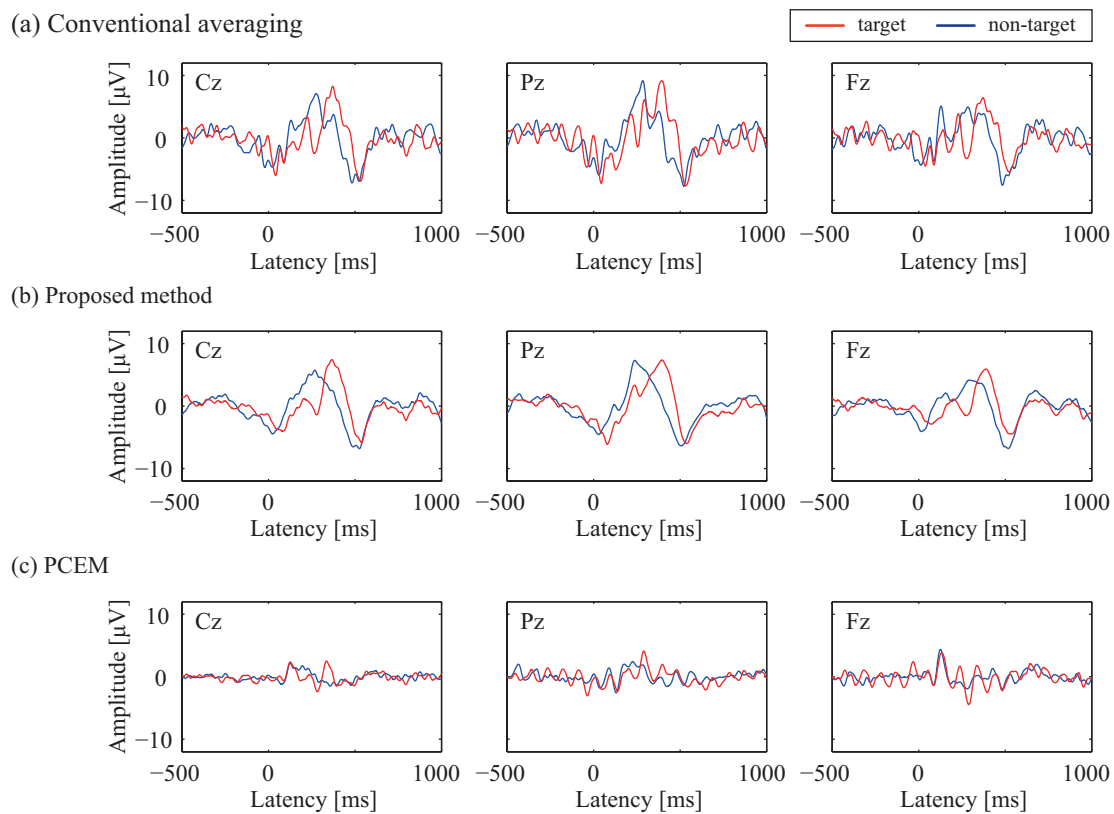 (a) Conventional averaging
target non-target
Amplitude [µV]
10
0
−10
Cz
Pz
Fz
−500 0 1000 −500 0 1000 −500 0 1000
Latency [ms] Latency [ms] Latency [ms]
(b) Proposed method
Amplitude [µV]
10
0
−10
Cz
Pz
Fz
−500 0 1000 −500 0 1000 −500 0 1000
Latency [ms] Latency [ms] Latency [ms]
(c) PCEM
Amplitude [µV]
10
0
−10
Cz
Pz
Fz
−500 0 1000 −500 0 1000 −500 0 1000
Latency [ms] Latency [ms] Latency [ms]